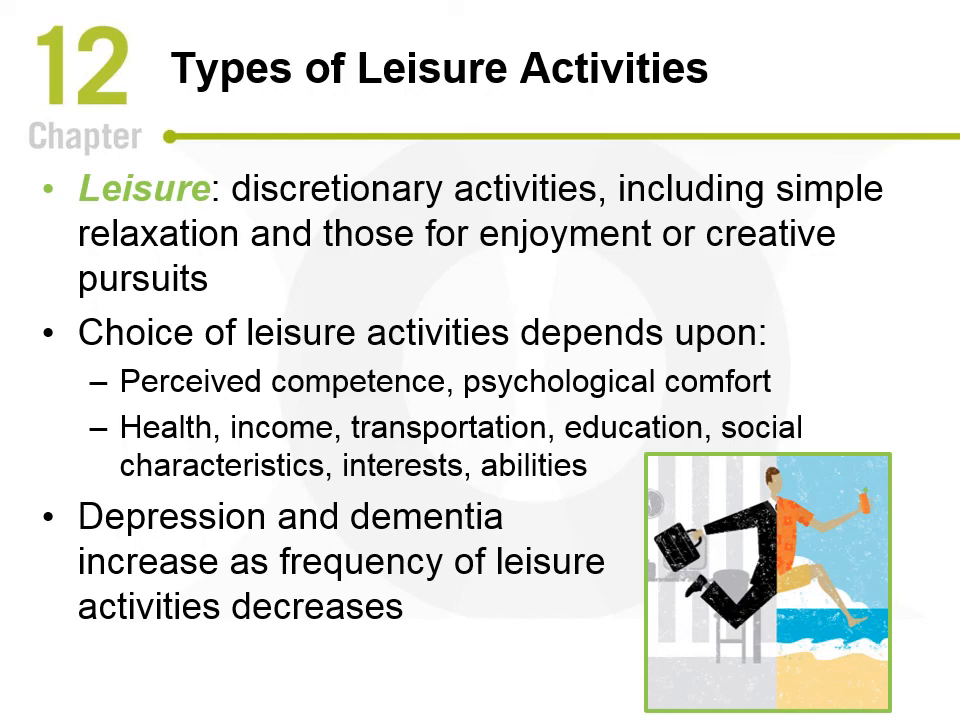 12
Chapter
Types of Leisure Activities
• Leisure: discretionary activities, including simple
relaxation and those for enjoyment or creative
pursuits
• Choice of leisure activities depends upon:
– Perceived competence, psychological comfort
– Health, income, transportation, education, social
characteristics, interests, abilities
• Depression and dementia
increase as frequency of leisure
activities decreases